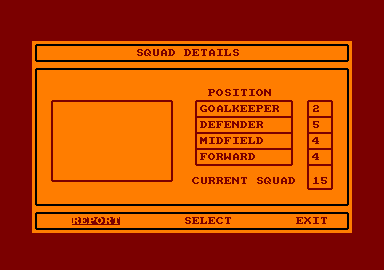 SQUAD DETAILS
POSITION
GOALKEEPER 2
DEFENDER 5
MIDFIELD 4
FORWARD 4
CURRENT SQUAD 15
REPORT SELECT EXIT